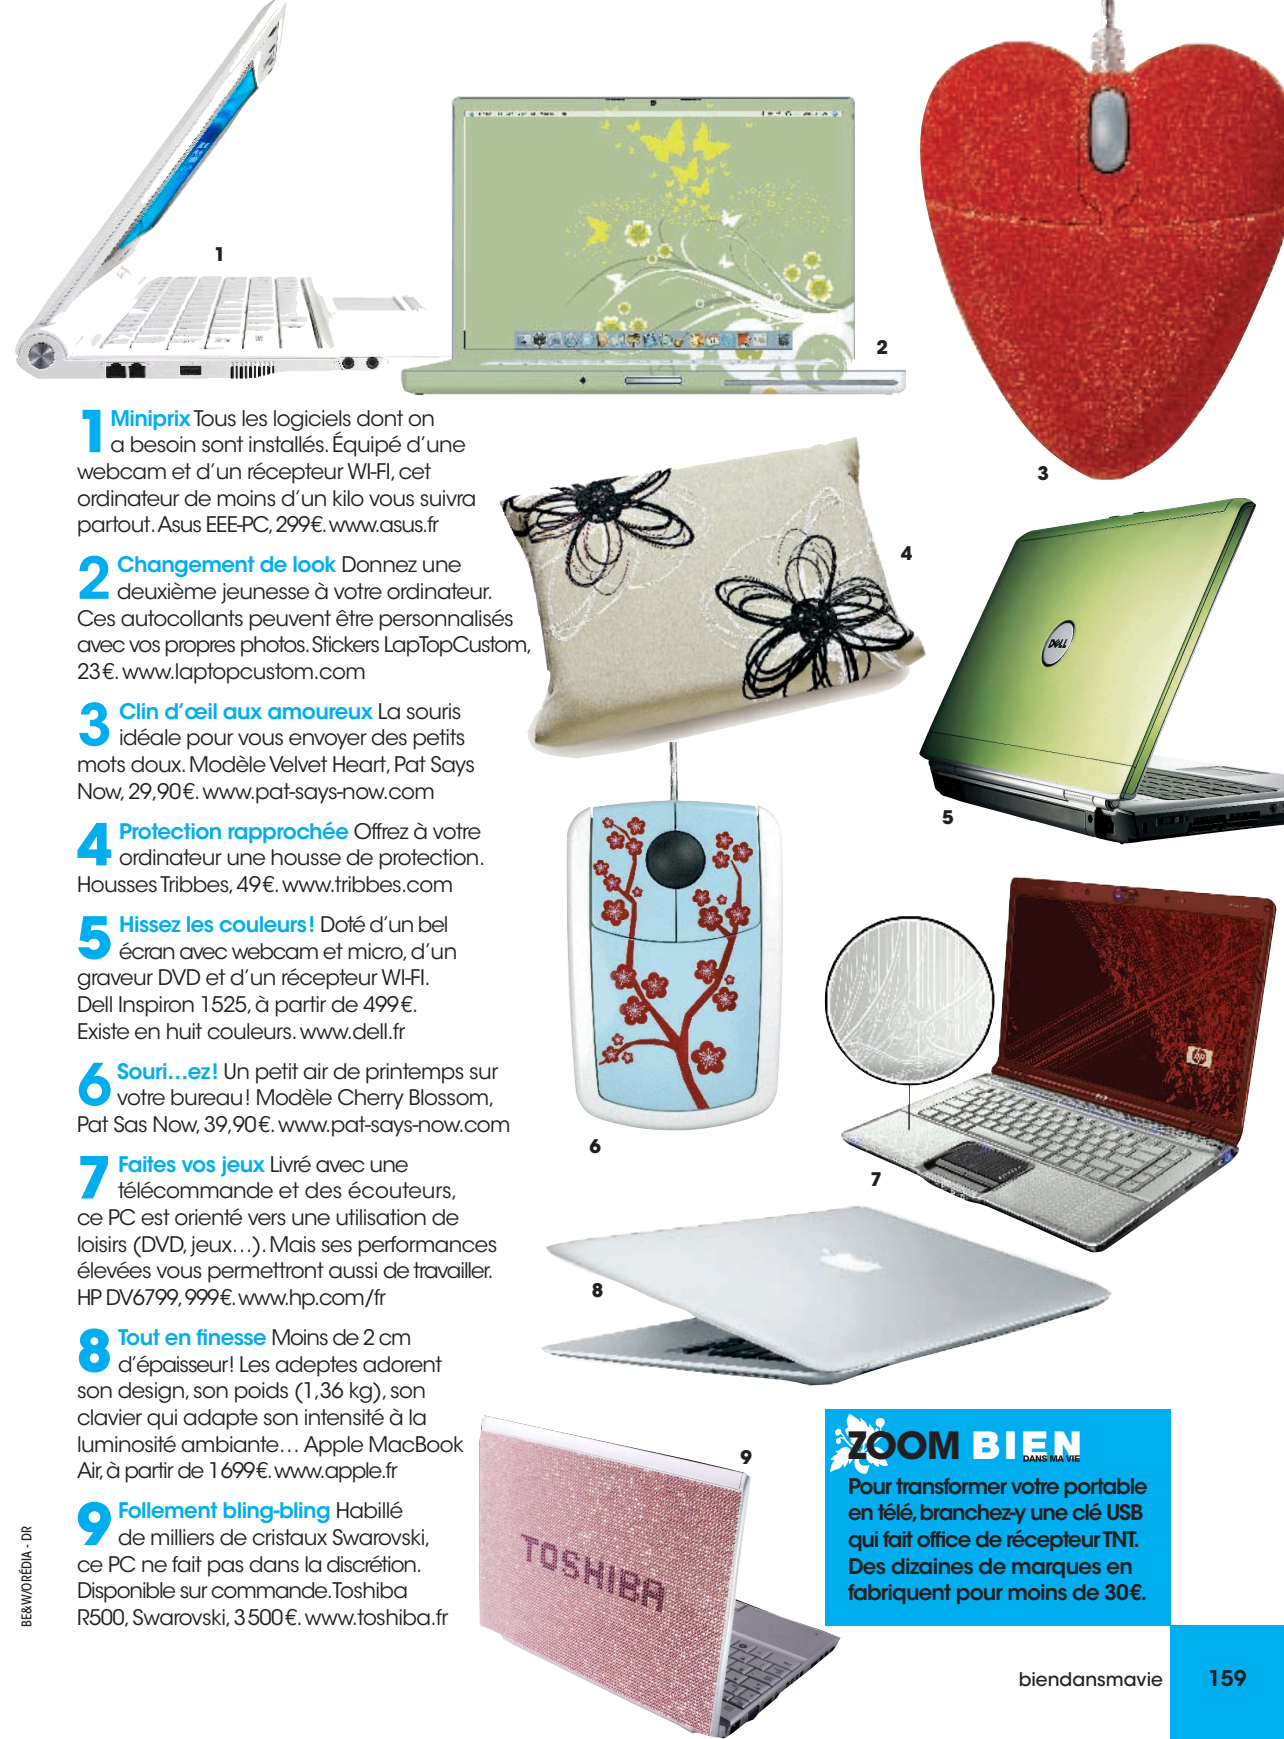 1
2
3
1 Miniprix Tous les logiciels dont on
a besoin sont installés. Équipé d'une
webcam et d'un récepteur WI-FI, cet
ordinateur de moins d'un kilo vous suivra
partout. Asus EEE-PC, 299€. www.asus.fr
2 Changement de look Donnez une
deuxième jeunesse à votre ordinateur.
Ces autocollants peuvent être personnalisés
avec vos propres photos. Stickers LapTopCustom,
23€. www.laptopcustom.com
3 Clin d'œil aux amoureux La souris
idéale pour vous envoyer des petits
mots doux. Modèle Velvet Heart, Pat Says
Now, 29,90€. www.pat-says-now.com
4 Protection rapprochée Offrez à votre
ordinateur une housse de protection.
Housses Tribbes, 49€. www.tribbes.com
5 Hissez les couleurs! Doté d'un bel
écran avec webcam et micro, d'un
graveur DVD et d'un récepteur WI-FI.
Dell Inspiron 1525, à partir de 499€.
Existe en huit couleurs. www.dell.fr
6 Souri...ez! Un petit air de printemps sur
votre bureau! Modèle Cherry Blossom,
Pat Sas Now, 39,90€. www.pat-says-now.com
7 Faites vos jeux Livré avec une
télécommande et des écouteurs,
ce PC est orienté vers une utilisation de
loisirs (DVD, jeux...). Mais ses performances
élevées vous permettront aussi de travailler.
HP DV6799, 999€. www.hp.com/fr
8 Tout en finesse Moins de 2 cm
d'épaisseur! Les adeptes adorent
son design, son poids (1,36 kg), son
clavier qui adapte son intensité à la
luminosité ambiante... Apple MacBook
Air, à partir de 1699€. www.apple.fr
9 Follement bling-bling Habillé
de milliers de cristaux Swarovski,
ce PC ne fait pas dans la discrétion.
Disponible sur commande. Toshiba
R500, Swarovski, 3500€. www.toshiba.fr
4
DELL
5
6
hp
7
8
9
TOSHIBA
ZOOM BIEN
DANS MA VIE
Pour transformer votre portable
en télé, branchez-y une clé USB
qui fait office de récepteur TNT.
Des dizaines de marques en
fabriquent pour moins de 30€.
BE&W/ORÉDIA - DR
biendansmavie 159